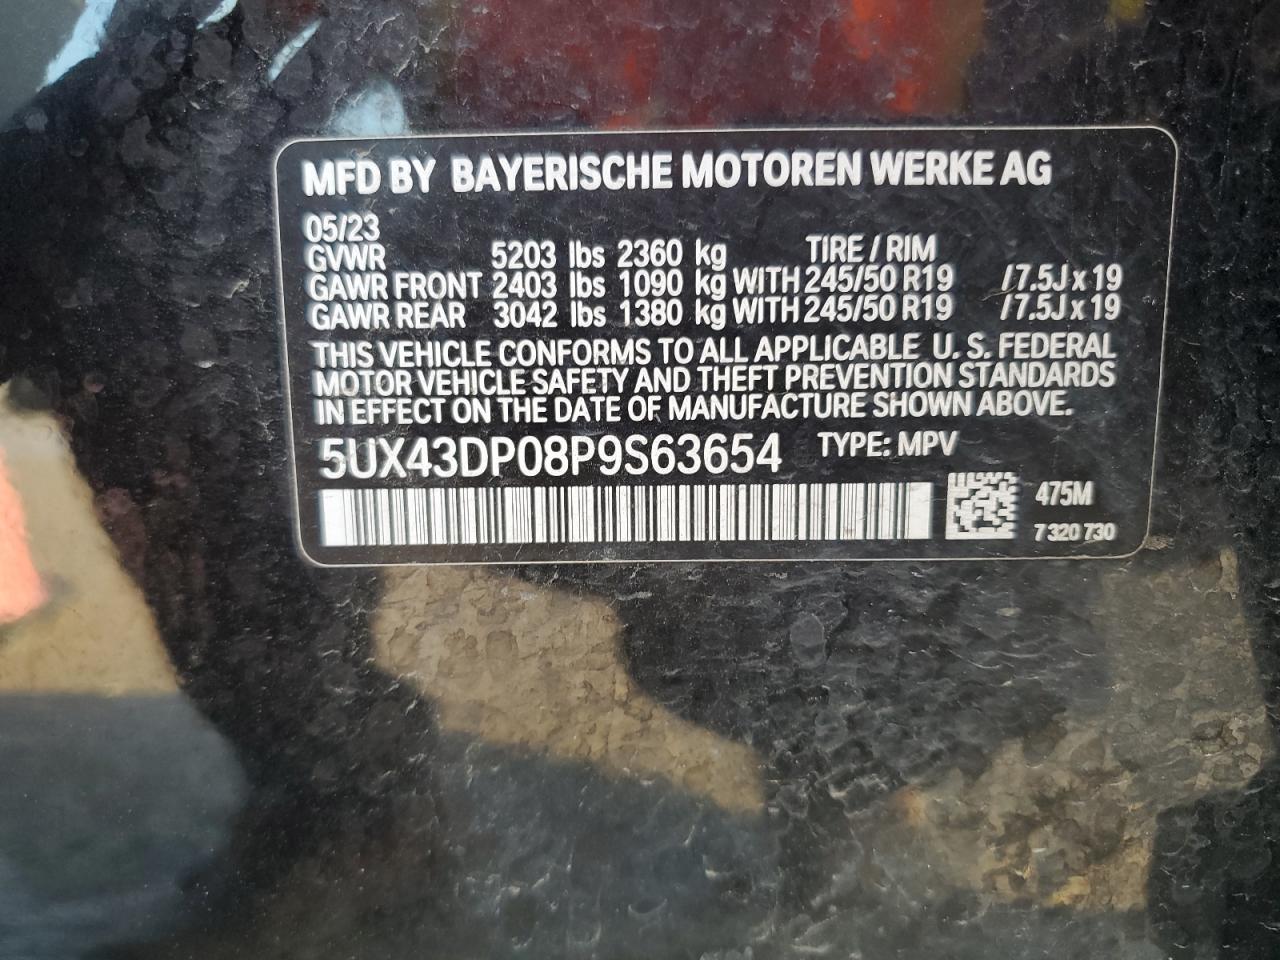 MFD BY BAYERISCHE MOTOREN WERKE AG
05/23
GVWR 5203 lbs 2360 kg TIRE / RIM
GAWR FRONT 2403 lbs 1090 kg WITH 245/50 R19 /7.5J x 19
GAWR REAR 3042 lbs 1380 kg WITH 245/50 R19 /7.5J x 19
THIS VEHICLE CONFORMS TO ALL APPLICABLE U. S. FEDERAL
MOTOR VEHICLE SAFETY AND THEFT PREVENTION STANDARDS
IN EFFECT ON THE DATE OF MANUFACTURE SHOWN ABOVE.
5UX43DP08P9S63654 TYPE: MPV
475M
7 320 730